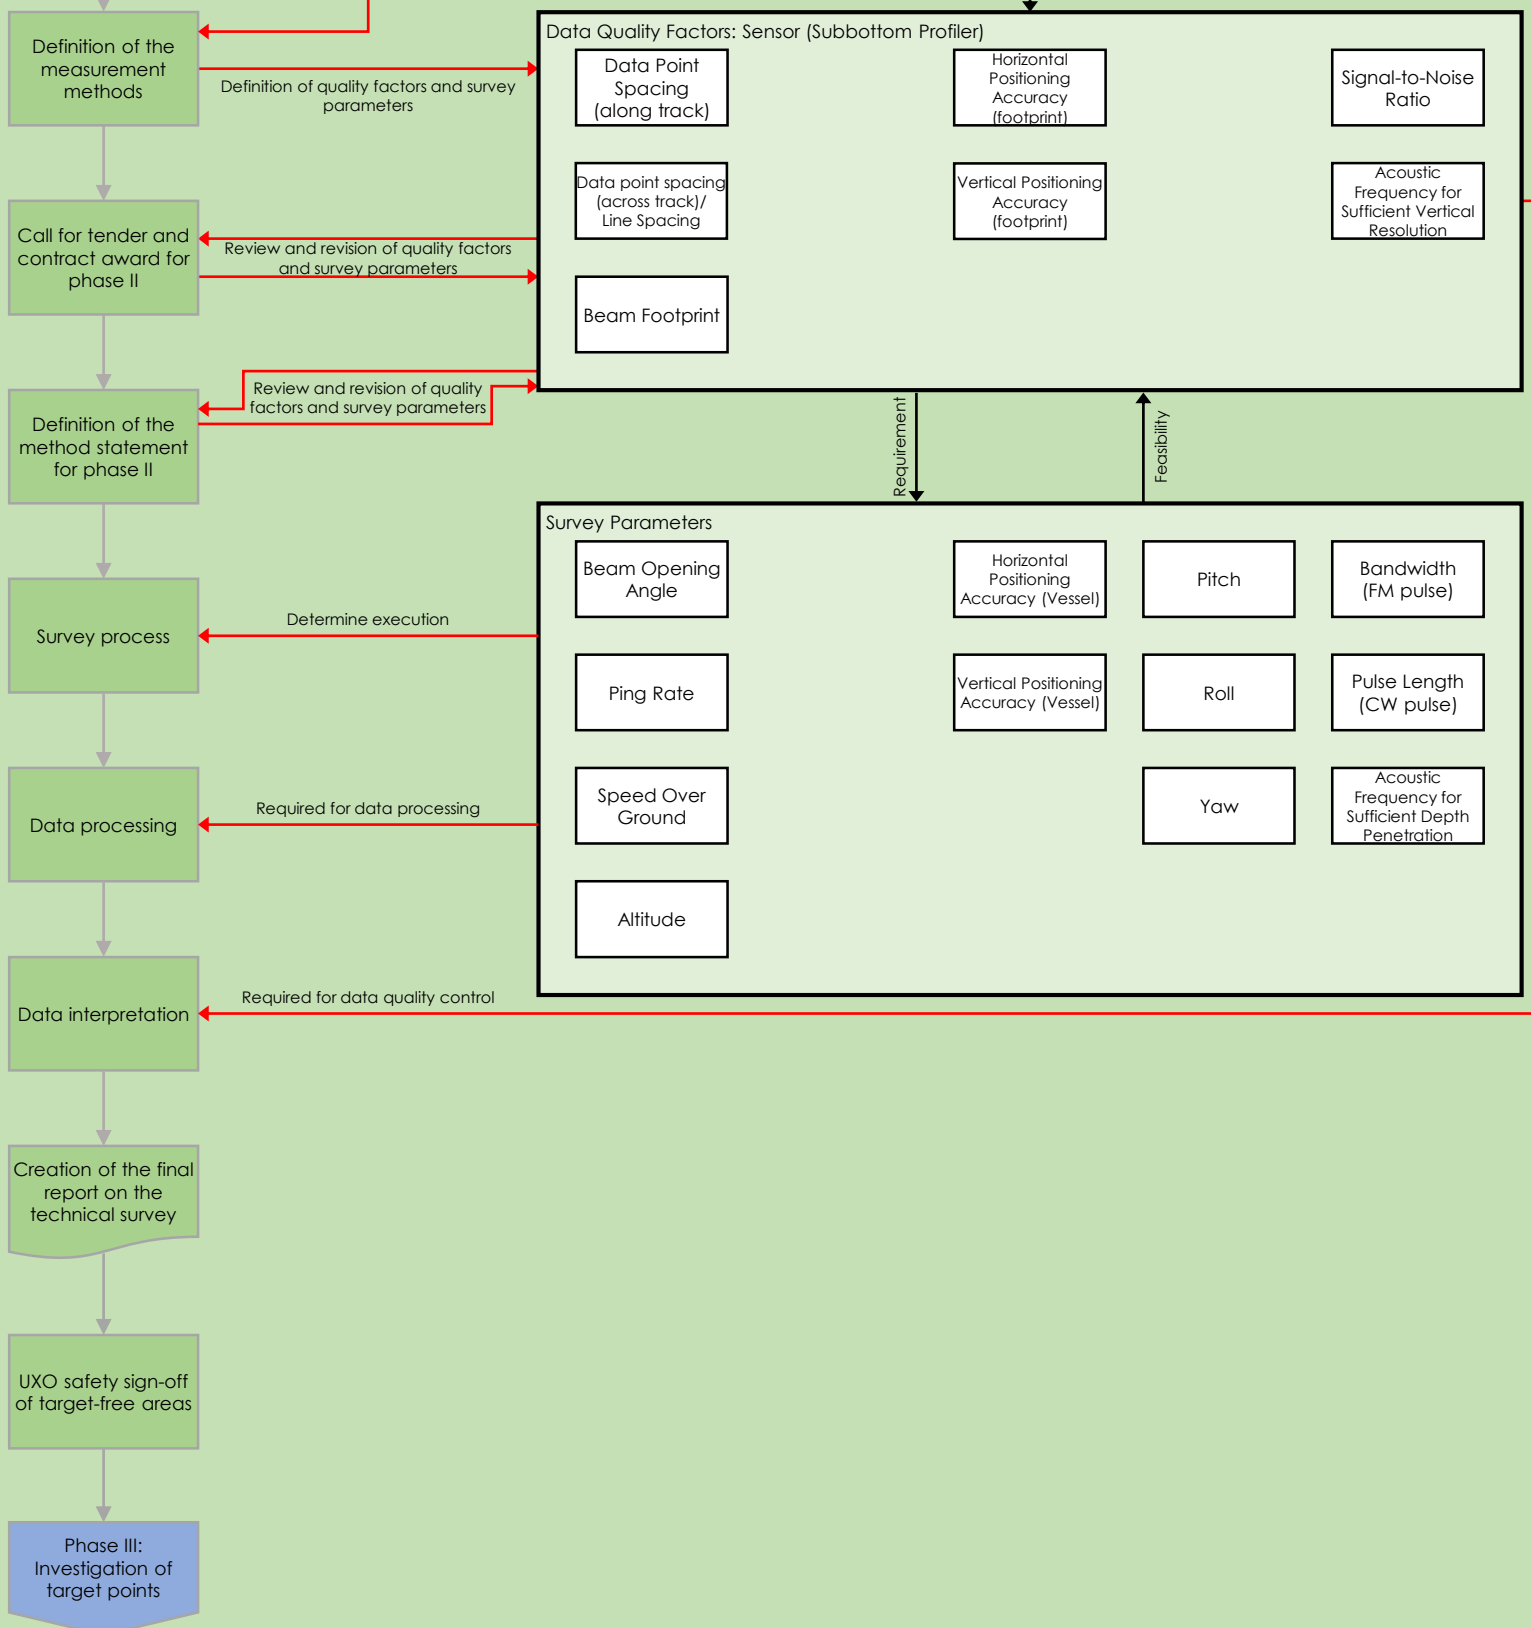 Definition of the
measurement
methods
Definition of quality factors and survey
parameters
Call for tender and
contract award for
phase II
Review and revision of quality factors
and survey parameters
Definition of the
method statement
for phase II
Review and revision of quality
factors and survey parameters
Survey process
Determine execution
Data processing
Required for data processing
Data interpretation
Required for data quality control
Creation of the final
report on the
technical survey
UXO safety sign-off
of target-free areas
Phase III:
Investigation of
target points
Data Quality Factors: Sensor (Subbottom Profiler)
Data Point
Spacing
(along track)
Horizontal
Positioning
Accuracy
(footprint)
Signal-to-Noise
Ratio
Data point spacing
(across track)/
Line Spacing
Vertical Positioning
Accuracy
(footprint)
Acoustic
Frequency for
Sufficient Vertical
Resolution
Beam Footprint
Requirement
Feasibility
Survey Parameters
Beam Opening
Angle
Horizontal
Positioning
Accuracy (Vessel)
Pitch
Bandwidth
(FM pulse)
Ping Rate
Vertical Positioning
Accuracy (Vessel)
Roll
Pulse Length
(CW pulse)
Speed Over
Ground
Yaw
Acoustic
Frequency for
Sufficient Depth
Penetration
Altitude